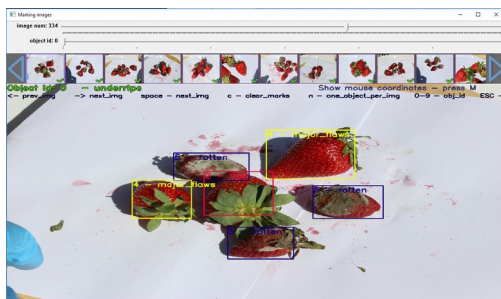 Marking images
image num: 334
object id: 0
Object id: 0 - underripe
Show mouse coordinates - press M
<- prev_img --> next_img space - next_img c - clear_marks n - one_object_per_img 0-9 - obj_id ESC -
major_flaws
rotten
4 - major_flaws
rotten
rotten